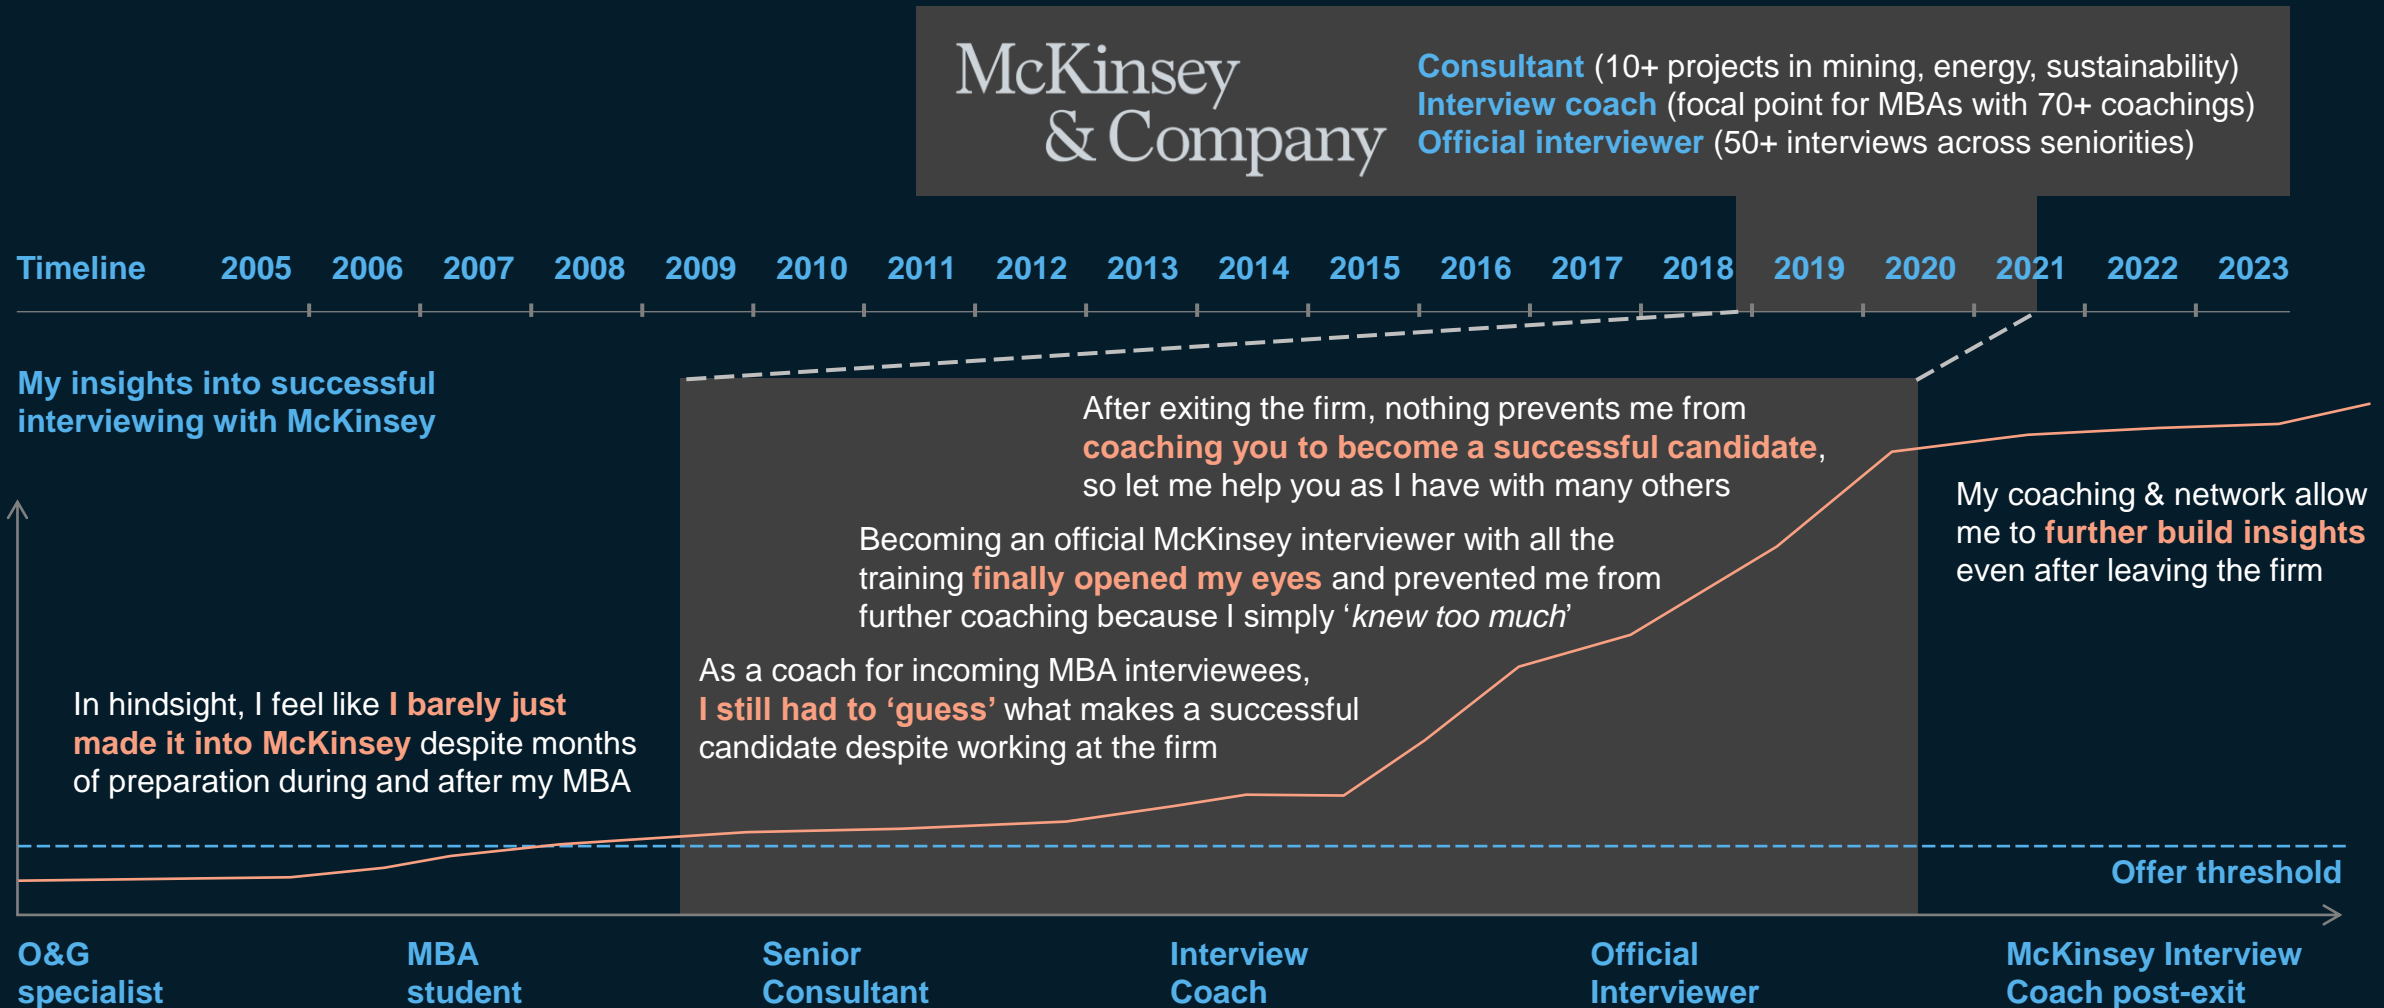 McKinsey
& Company
Consultant (10+ projects in mining, energy, sustainability)
Interview coach (focal point for MBAs with 70+ coachings)
Official interviewer (50+ interviews across seniorities)
Timeline 2005 2006 2007 2008 2009 2010 2011 2012 2013 2014 2015 2016 2017 2018 2019 2020 2021 2022 2023
My insights into successful
interviewing with McKinsey
After exiting the firm, nothing prevents me from
coaching you to become a successful candidate,
so let me help you as I have with many others
My coaching & network allow
me to further build insights
even after leaving the firm
Becoming an official McKinsey interviewer with all the
training finally opened my eyes and prevented me from
further coaching because I simply ‘knew too much’
As a coach for incoming MBA interviewees,
I still had to ‘guess’ what makes a successful
candidate despite working at the firm
In hindsight, I feel like I barely just
made it into McKinsey despite months
of preparation during and after my MBA
Offer threshold
O&G
specialist
MBA
student
Senior
Consultant
Interview
Coach
Official
Interviewer
McKinsey Interview
Coach post-exit